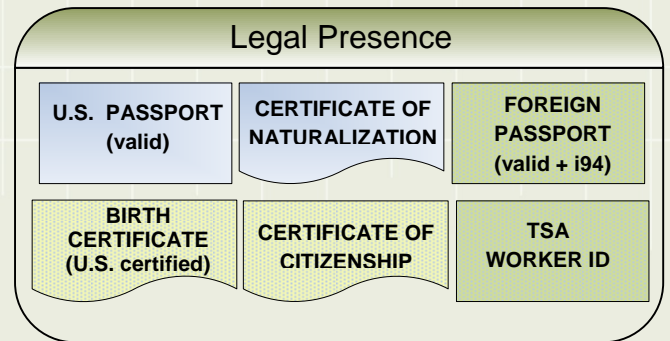 Legal Presence
U.S. PASSPORT
(valid)
CERTIFICATE OF
NATURALIZATION
FOREIGN
PASSPORT
(valid + i94)
BIRTH
CERTIFICATE
(U.S. certified)
CERTIFICATE OF
CITIZENSHIP
TSA
WORKER ID